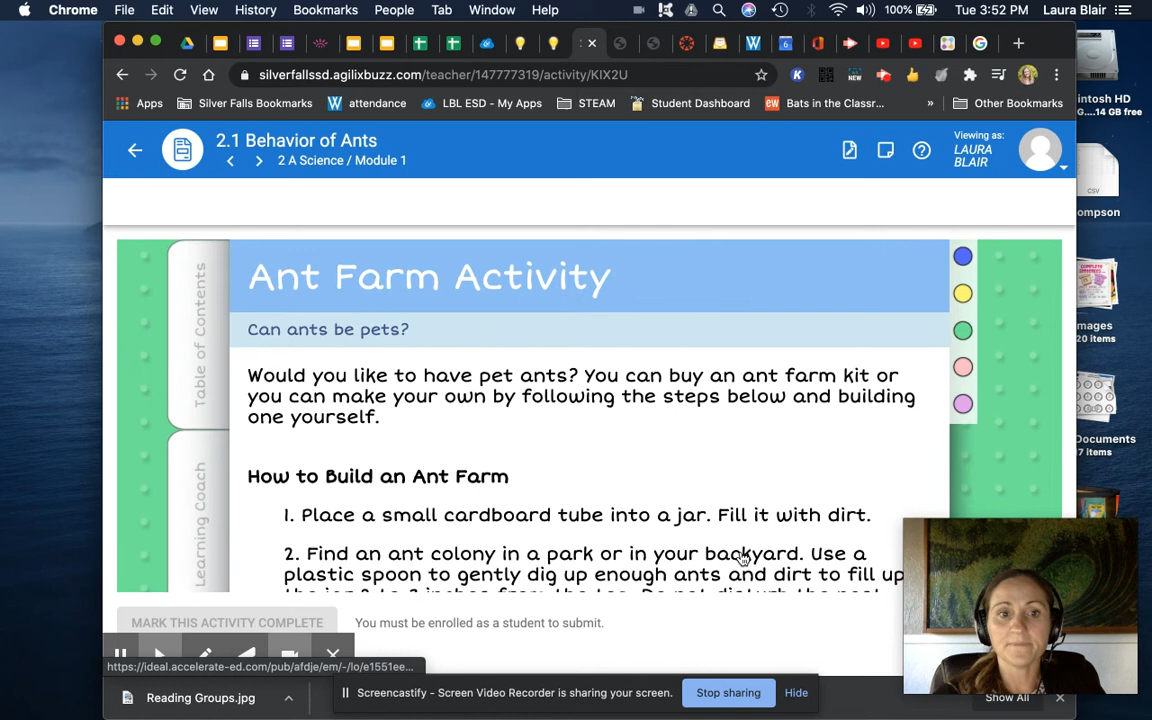 Chrome File Edit View History Bookmarks People Tab Window Help 100% Tue 3:52 PM Laura Blair
silverfallssd.agilixbuzz.com/teacher/147777319/activity/KIX2U
Apps Silver Falls Bookmarks attendance LBL ESD - My Apps STEAM Student Dashboard Bats in the Classr... » Other Bookmarks
2.1 Behavior of Ants
2 A Science / Module 1
Viewing as:
LAURA
BLAIR
Table of Contents
Learning Coach
Ant Farm Activity
Can ants be pets?
Would you like to have pet ants? You can buy an ant farm kit or
you can make your own by following the steps below and building
one yourself.
How to Build an Ant Farm
1. Place a small cardboard tube into a jar. Fill it with dirt.
2. Find an ant colony in a park or in your backyard. Use a
plastic spoon to gently dig up enough ants and dirt to fill up
MARK THIS ACTIVITY COMPLETE You must be enrolled as a student to submit.
https://ideal.accelerate-ed.com/pub/afdje/em/-/lo/e1551ee...
Reading Groups.jpg
Screencastify - Screen Video Recorder is sharing your screen. Stop sharing Hide
Show All
intosh HD
G....14 GB free
CSV
ompson
mages
20 items
Documents
17 items